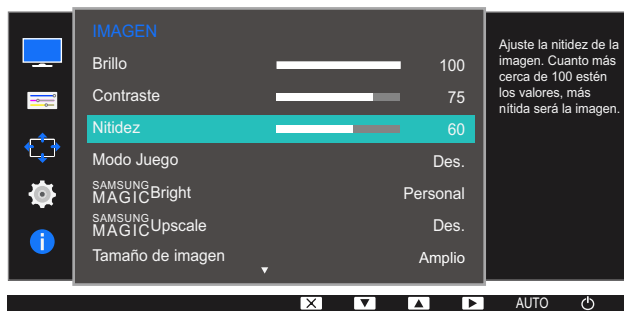 IMAGEN
Brillo 100
Contraste 75
Nitidez 60
Modo Juego Des.
SAMSUNG MAGIC Bright Personal
SAMSUNG MAGIC Upscale Des.
Tamaño de imagen Amplio
Ajuste la nitidez de la
imagen. Cuanto más
cerca de 100 estén
los valores, más
nítida será la imagen.
AUTO